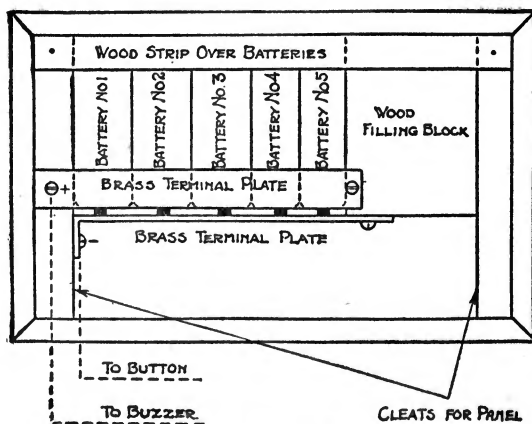 WOOD STRIP OVER BATTERIES
BATTERY NO1
BATTERY NO2
BATTERY NO.3
BATTERY NO4
BATTERY NO5
WOOD
FILLING BLOCK
+ BRASS TERMINAL PLATE
BRASS TERMINAL PLATE
-
TO BUTTON
TO BUZZER
CLEATS FOR PANEL